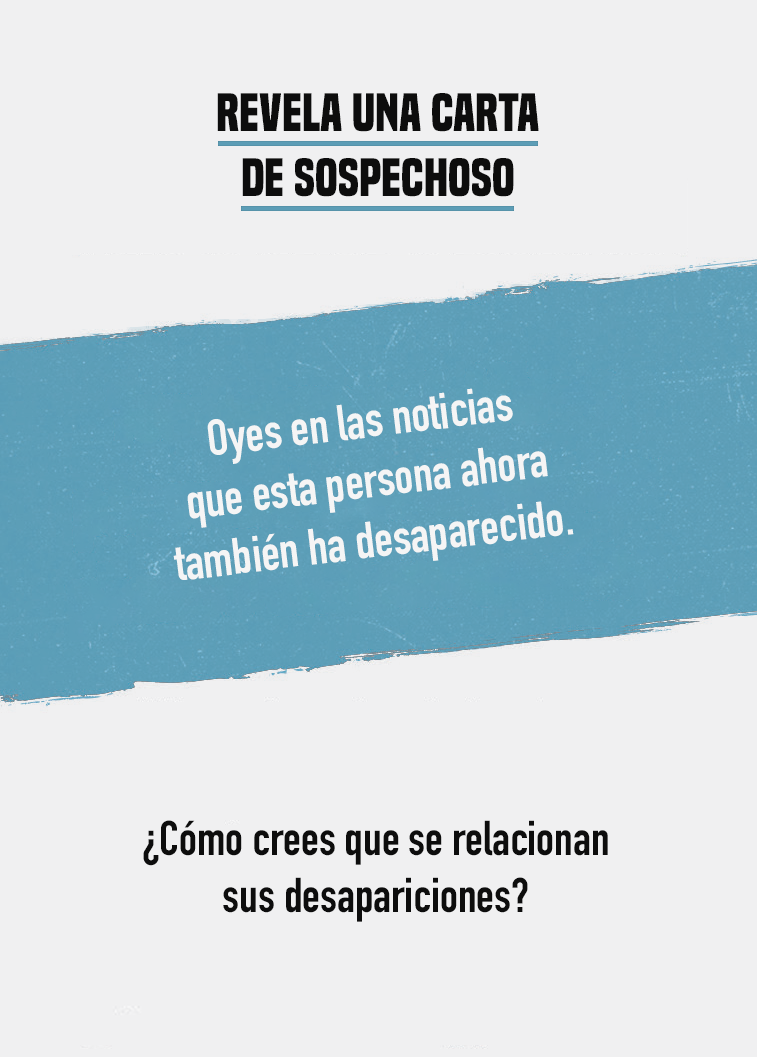 REVELA UNA CARTA
DE SOSPECHOSO
Oyes en las noticias
que esta persona ahora
también ha desaparecido.
¿Cómo crees que se relacionan
sus desapariciones?